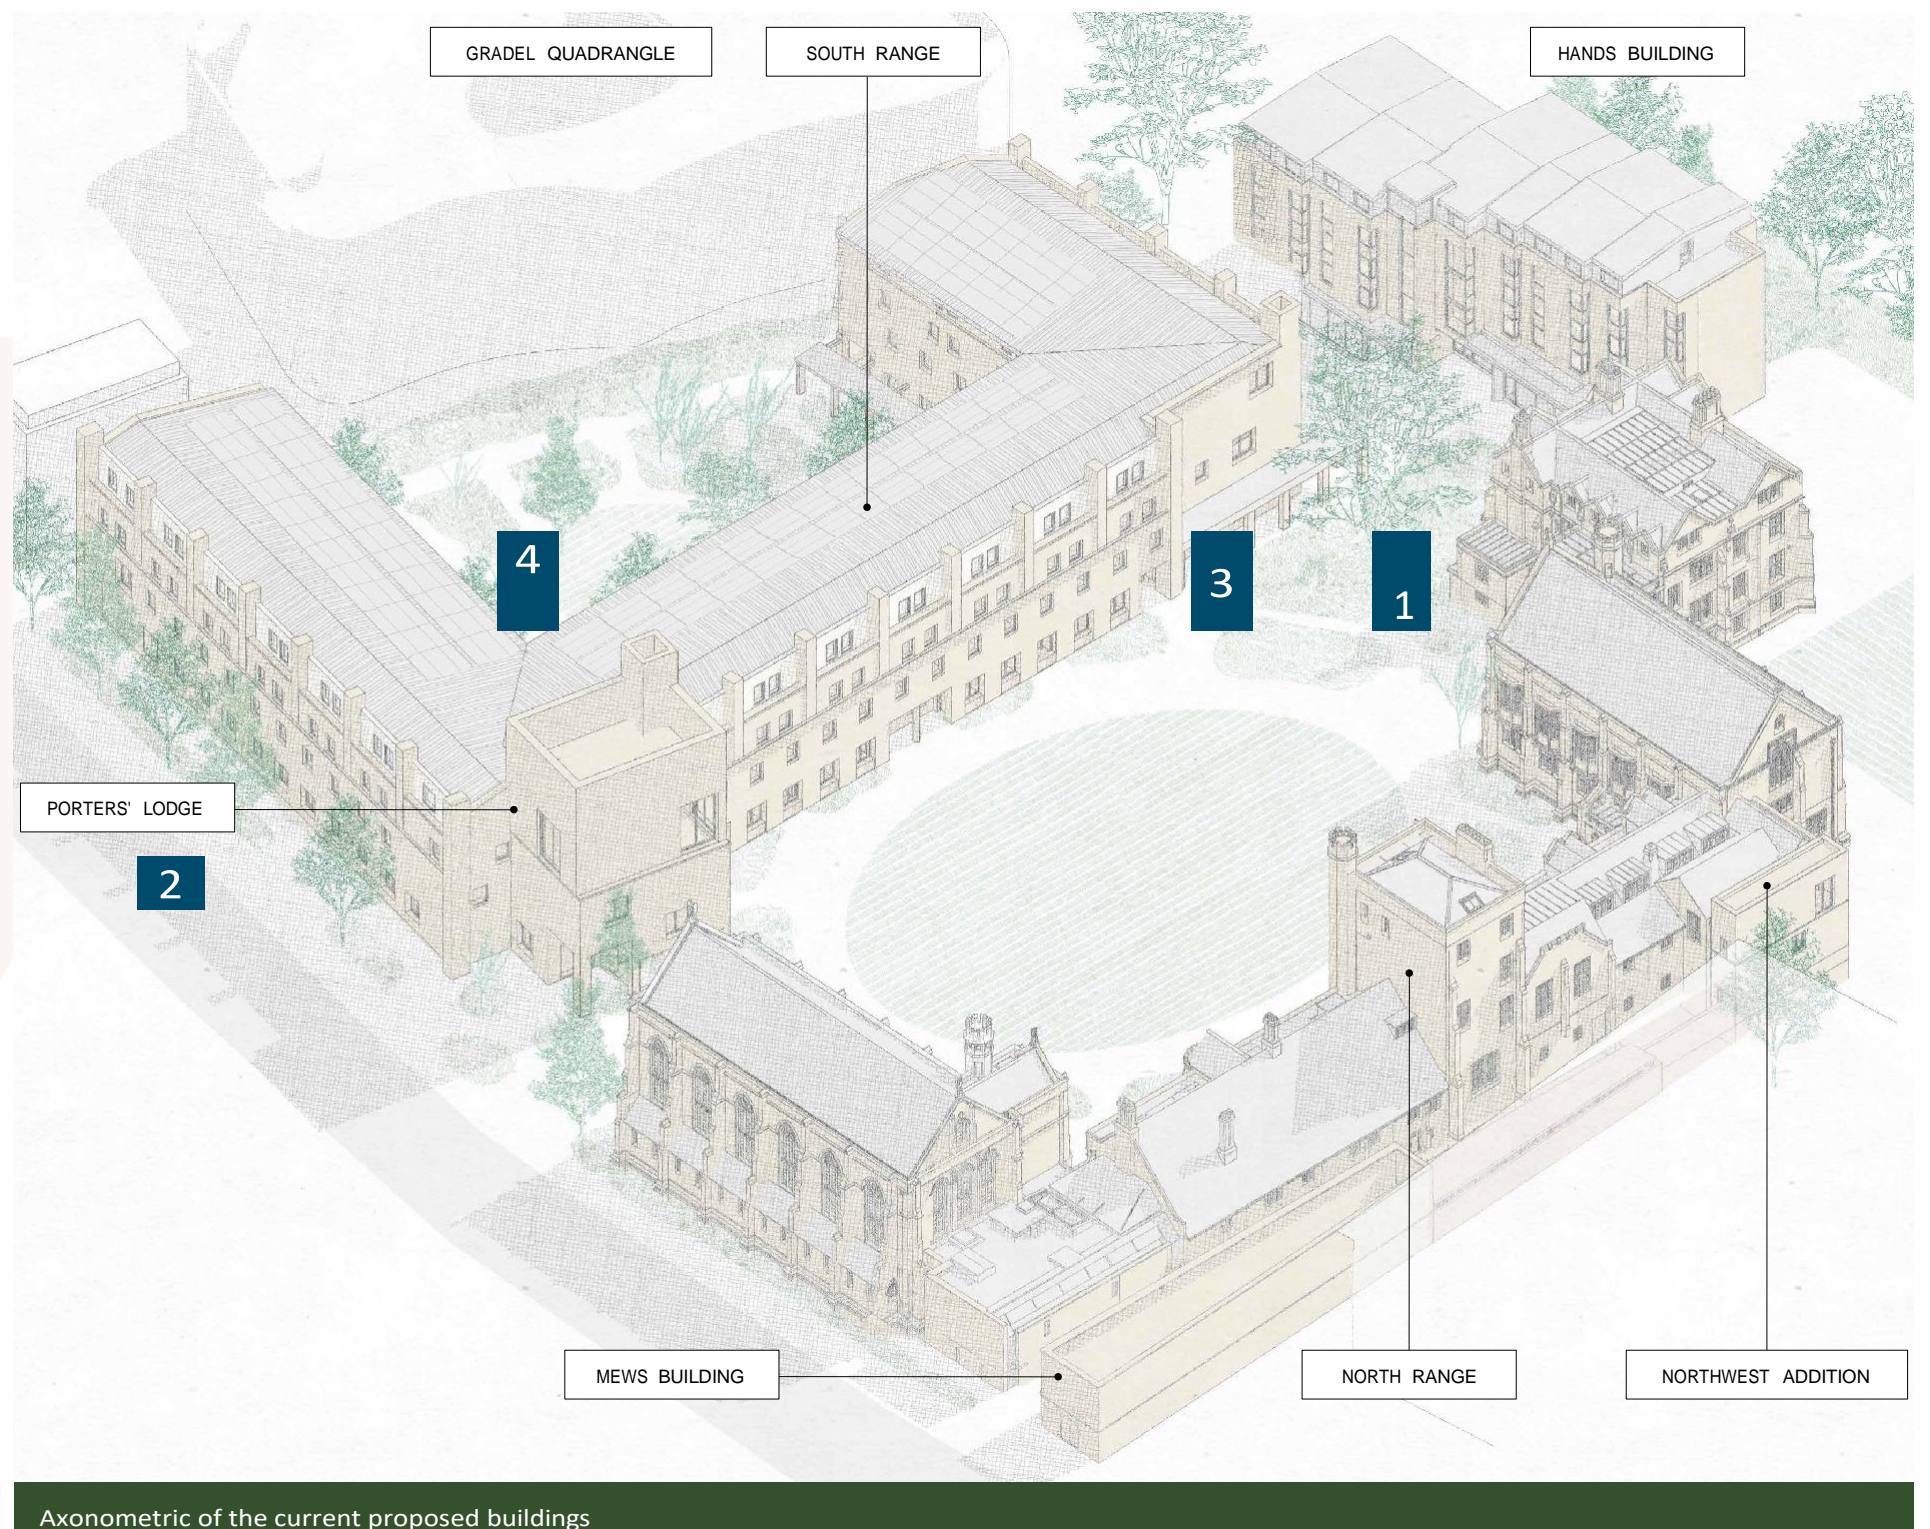 GRADEL QUADRANGLE
SOUTH RANGE
HANDS BUILDING
4
3
1
PORTERS' LODGE
2
MEWS BUILDING
NORTH RANGE
NORTHWEST ADDITION
Axonometric of the current proposed buildings